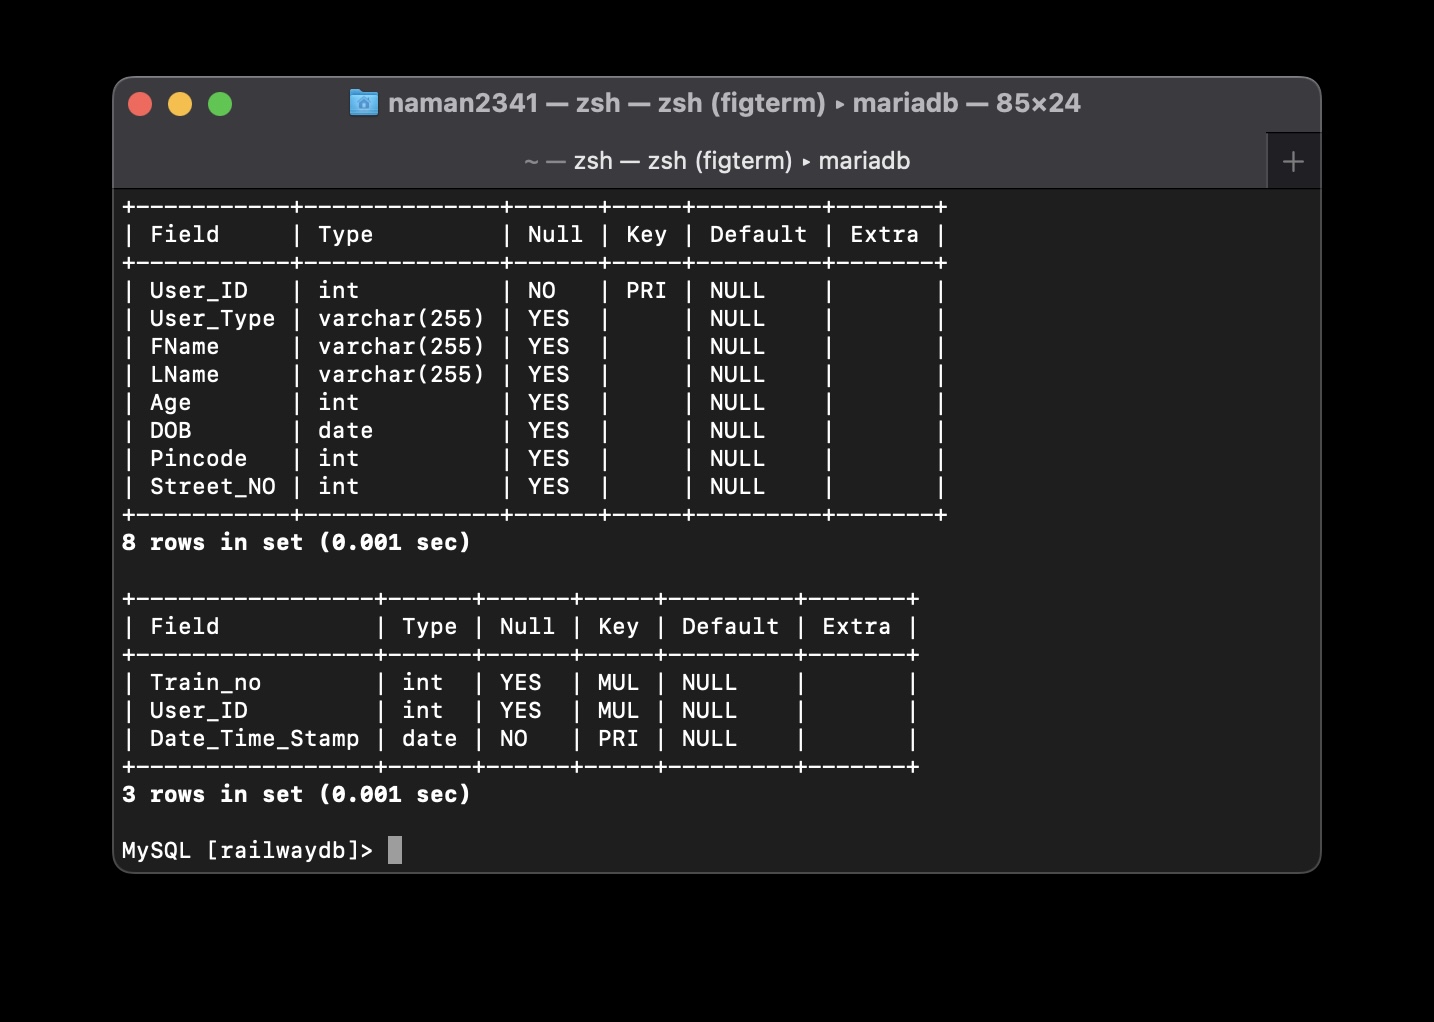 naman2341 — zsh — zsh (figterm) ▸ mariadb — 85×24
~ — zsh — zsh (figterm) ▸ mariadb
+------------+---------------+------+-----+---------+-------+
| Field      | Type          | Null | Key | Default | Extra |
+------------+---------------+------+-----+---------+-------+
| User_ID    | int           | NO   | PRI | NULL    |       |
| User_Type  | varchar(255)  | YES  |     | NULL    |       |
| FName      | varchar(255)  | YES  |     | NULL    |       |
| LName      | varchar(255)  | YES  |     | NULL    |       |
| Age        | int           | YES  |     | NULL    |       |
| DOB        | date          | YES  |     | NULL    |       |
| Pincode    | int           | YES  |     | NULL    |       |
| Street_NO  | int           | YES  |     | NULL    |       |
+------------+---------------+------+-----+---------+-------+
8 rows in set (0.001 sec)
+-----------------+------+------+-----+---------+-------+
| Field           | Type | Null | Key | Default | Extra |
+-----------------+------+------+-----+---------+-------+
| Train_no        | int  | YES  | MUL | NULL    |       |
| User_ID         | int  | YES  | MUL | NULL    |       |
| Date_Time_Stamp | date | NO   | PRI | NULL    |       |
+-----------------+------+------+-----+---------+-------+
3 rows in set (0.001 sec)
MySQL [railwaydb]>